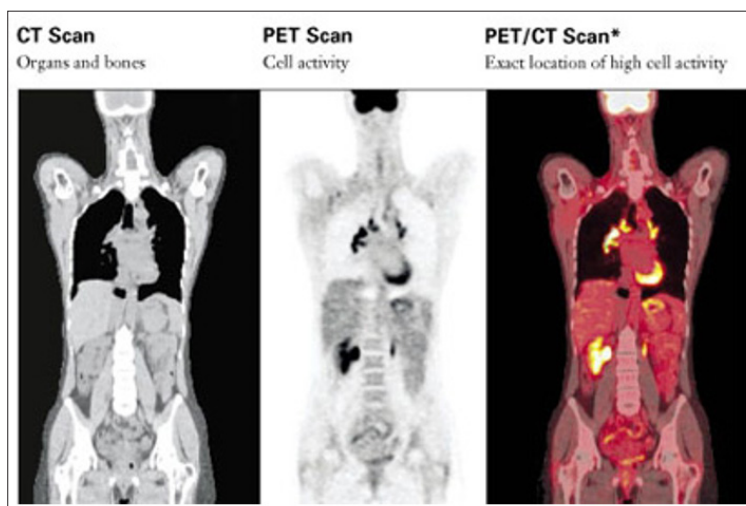 CT Scan
Organs and bones
PET Scan
Cell activity
PET/CT Scan*
Exact location of high cell activity